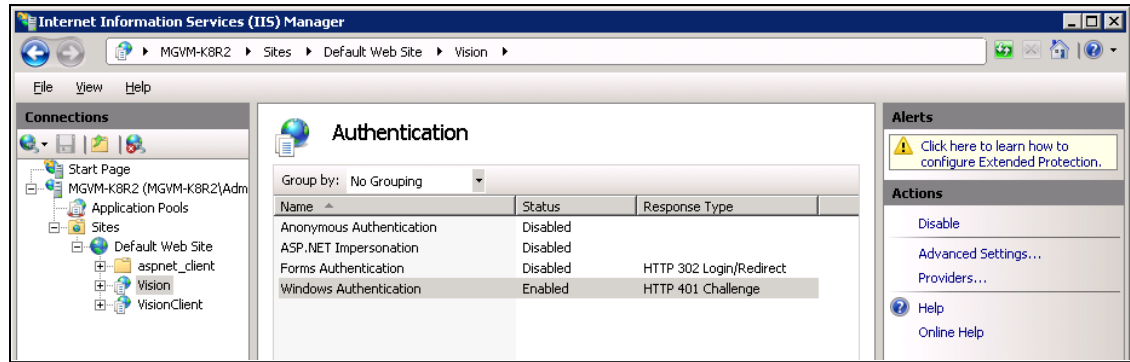 Internet Information Services (IIS) Manager
MGVM-K8R2 Sites Default Web Site Vision
File View Help
Connections
Start Page
MGVM-K8R2 (MGVM-K8R2\Adm
Application Pools
Sites
Default Web Site
aspnet_client
Vision
VisionClient
Authentication
Group by: No Grouping
Name Status Response Type
Anonymous Authentication Disabled
ASP.NET Impersonation Disabled
Forms Authentication Disabled HTTP 302 Login/Redirect
Windows Authentication Enabled HTTP 401 Challenge
Alerts
Click here to learn how to
configure Extended Protection.
Actions
Disable
Advanced Settings...
Providers...
Help
Online Help